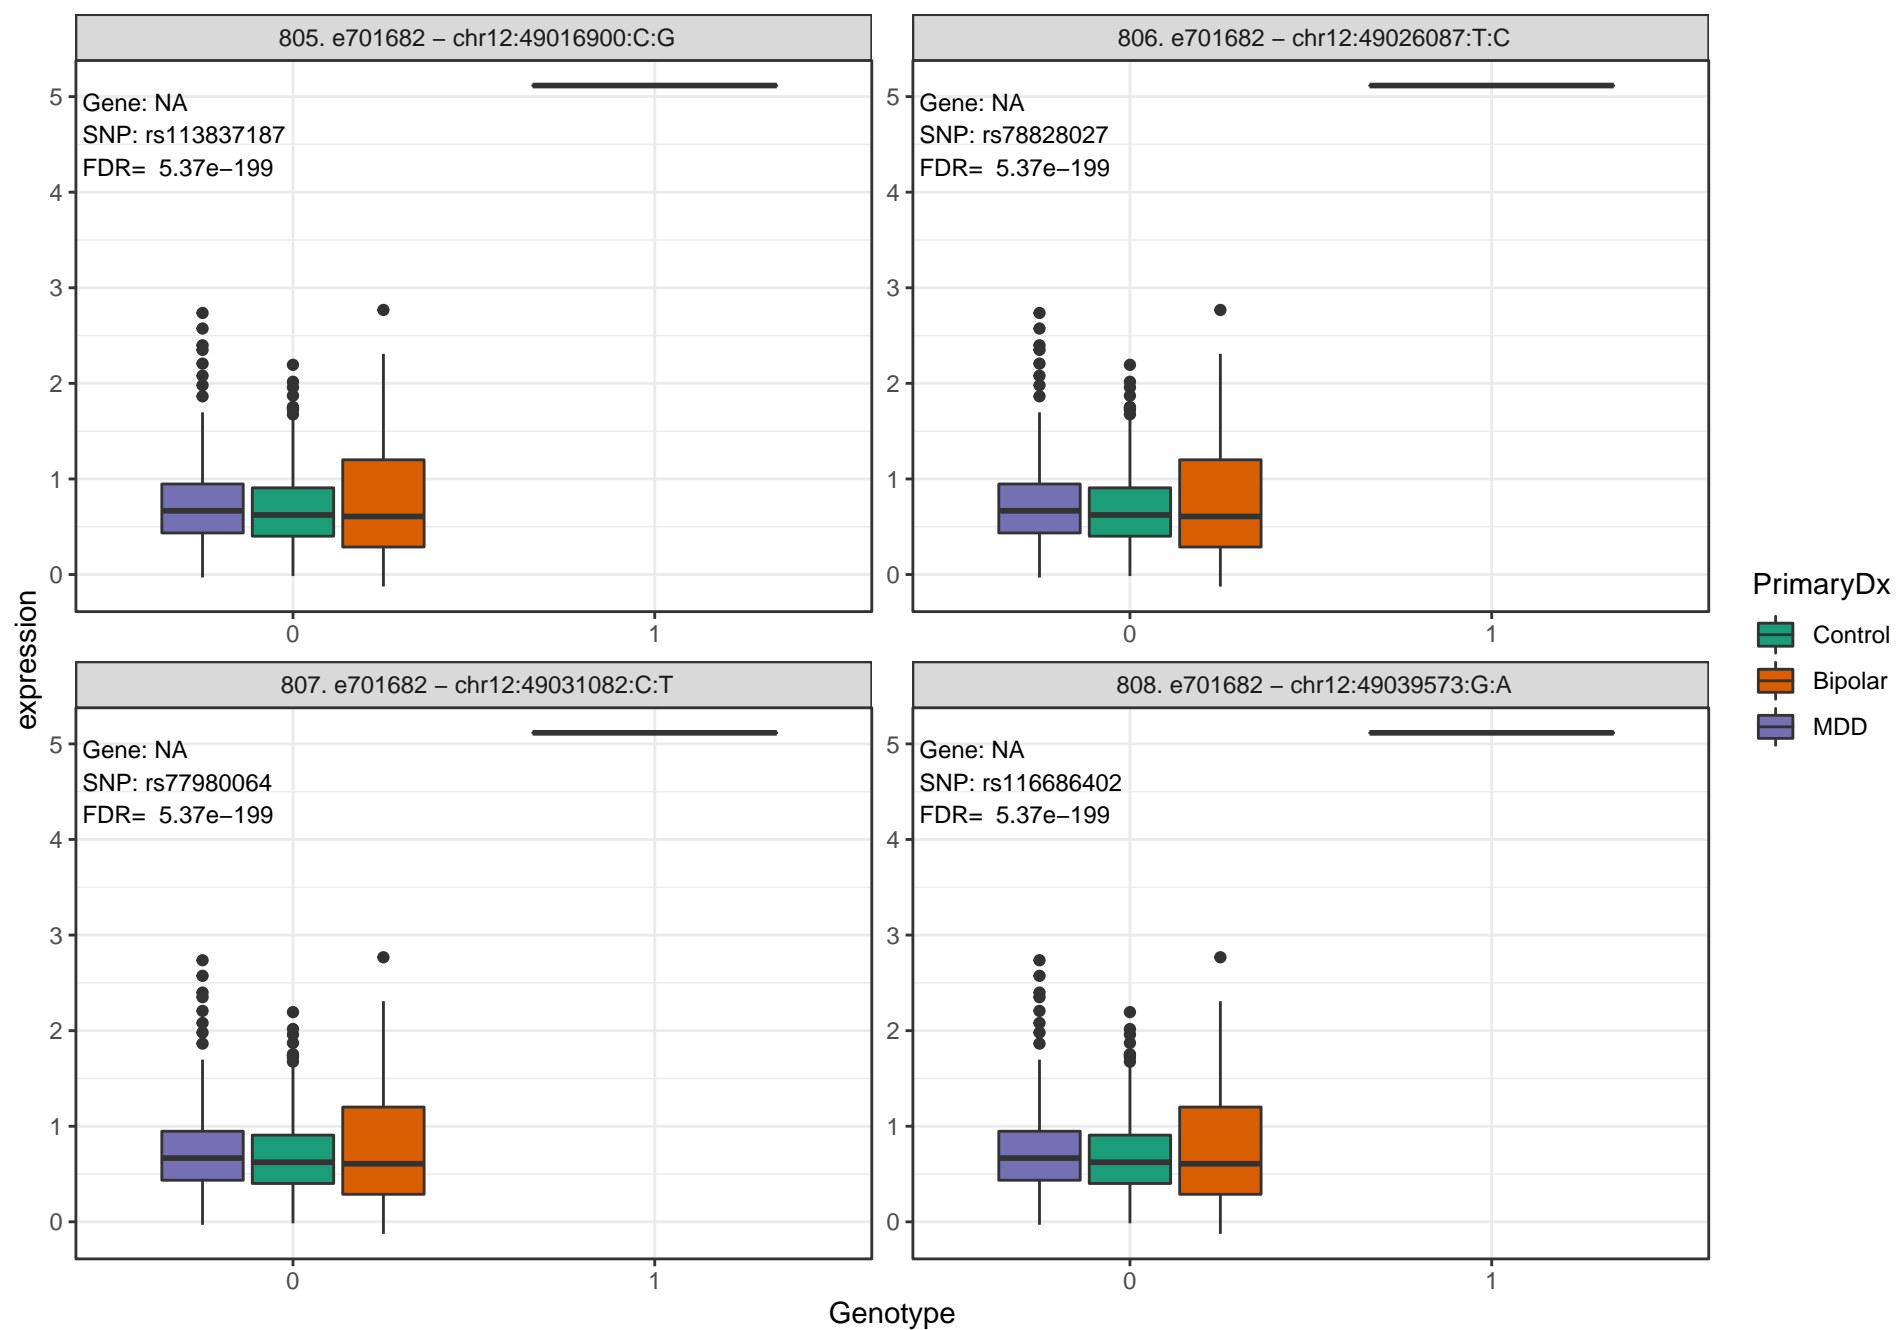 805. e701682 − chr12:49016900:C:G
806. e701682 − chr12:49026087:T:C
Gene: NA
SNP: rs113837187
FDR= 5.37e−199
Gene: NA
SNP: rs78828027
FDR= 5.37e−199
5
4
3
2
1
0
5
4
3
2
1
0
0
1
0
1
807. e701682 − chr12:49031082:C:T
808. e701682 − chr12:49039573:G:A
Gene: NA
SNP: rs77980064
FDR= 5.37e−199
Gene: NA
SNP: rs116686402
FDR= 5.37e−199
5
4
3
2
1
0
5
4
3
2
1
0
0
1
0
1
expression
Genotype
PrimaryDx
Control
Bipolar
MDD